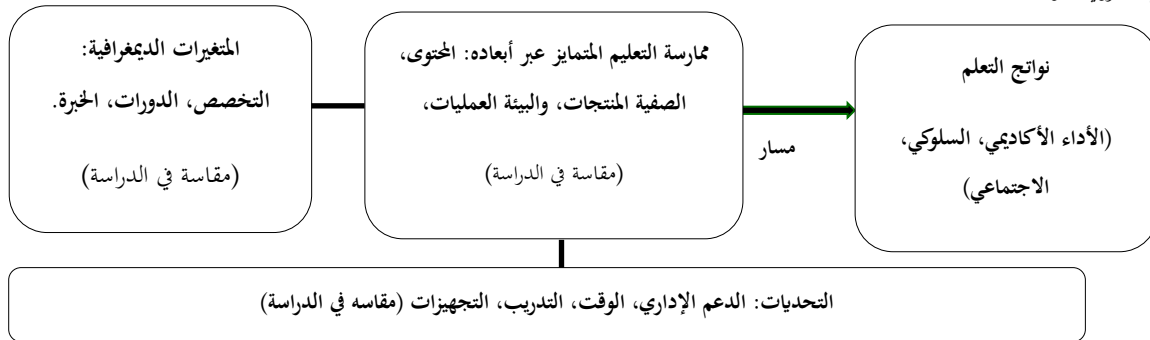 المتغيرات الديمغرافية:
التخصص، الدورات، الخبرة.
(مقاسة في الدراسة)
ممارسة التعليم المتمايز عبر أبعاده: المحتوى،
الصفية المنتجات، والبيئة العمليات،
(مقاسة في الدراسة)
مسار
نواتج التعلم
(الأداء الأكاديمي، السلوكي،
الاجتماعي)
التحديات: الدعم الإداري، الوقت، التدريب، التجهيزات (مقاسه في الدراسة)